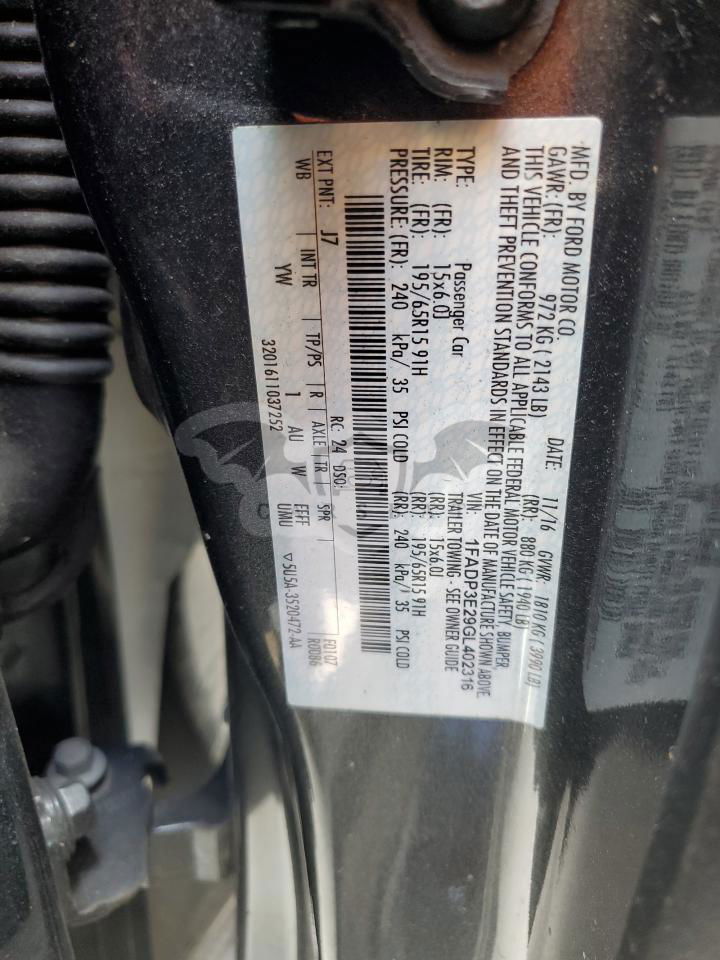 MFD. BY FORD MOTOR CO.
DATE: 11/16 GVWR: 1810 KG ( 3990 LB)
GAWR: (FR): 972 KG ( 2143 LB) (RR): 880 KG ( 1940 LB)
THIS VEHICLE CONFORMS TO ALL APPLICABLE FEDERAL MOTOR VEHICLE SAFETY, BUMPER,
AND THEFT PREVENTION STANDARDS IN EFFECT ON THE DATE OF MANUFACTURE SHOWN ABOVE.
VIN: 1FADP3E29GL402316
TYPE: Passenger Car TRAILER TOWING - SEE OWNER GUIDE
RIM: (FR): 15x6.0J (RR): 15x6.0J
TIRE: (FR): 195/65R15 91H (RR): 195/65R15 91H
PRESSURE: (FR): 240 kPa/ 35 PSI COLD (RR): 240 kPa/ 35 PSI COLD
EXT PNT: J7 RC: 24 DSO: F0107
WB INT TR TP/PS R AXLE TR SPR R0086
YW 1 AU W EFFF
UMU
3201611037252 ▽5U5A-3520472-AA